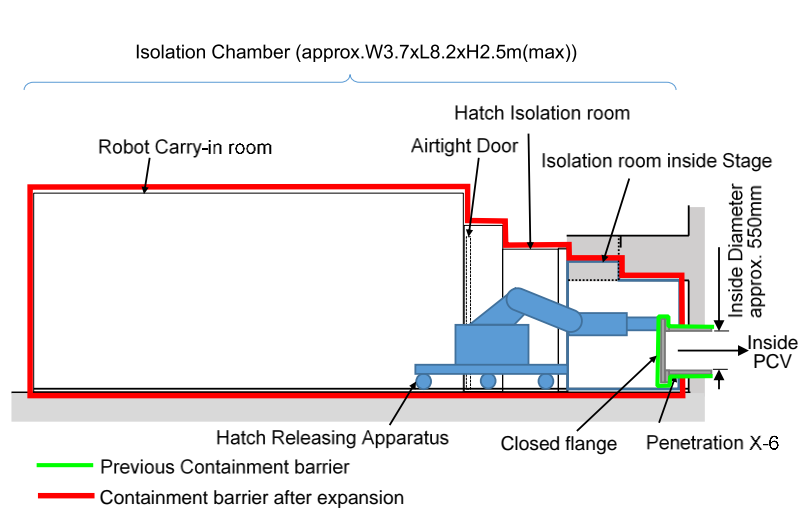 Isolation Chamber (approx.W3.7xL8.2xH2.5m(max))
Hatch Isolation room
Robot Carry-in room
Airtight Door
Isolation room inside Stage
Inside Diameter
approx. 550mm
Inside
PCV
Hatch Releasing Apparatus
Closed flange
Penetration X-6
Previous Containment barrier
Containment barrier after expansion